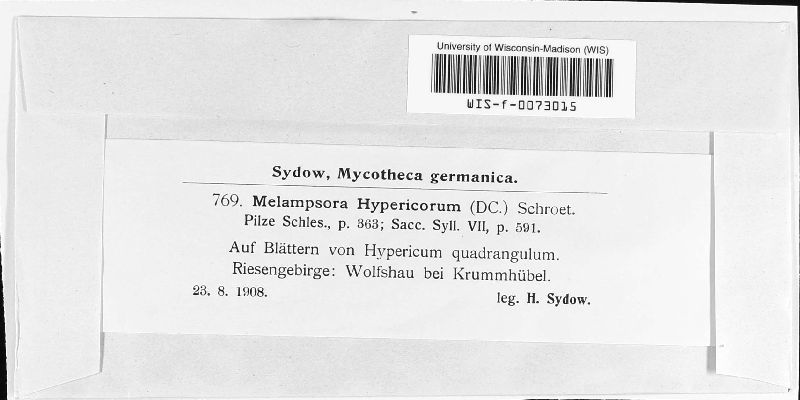 University of Wisconsin-Madison (WIS)
WIS-f-0073015
Sydow, Mycotheca germanica.
769. Melampsora Hypericorum (DC.) Schroet.
Pilze Schles., p. 363; Sacc. Syll. VII, p. 591.
Auf Blättern von Hypericum quadrangulum.
Riesengebirge: Wolfshau bei Krummhübel.
23. 8. 1908. leg. H. Sydow.